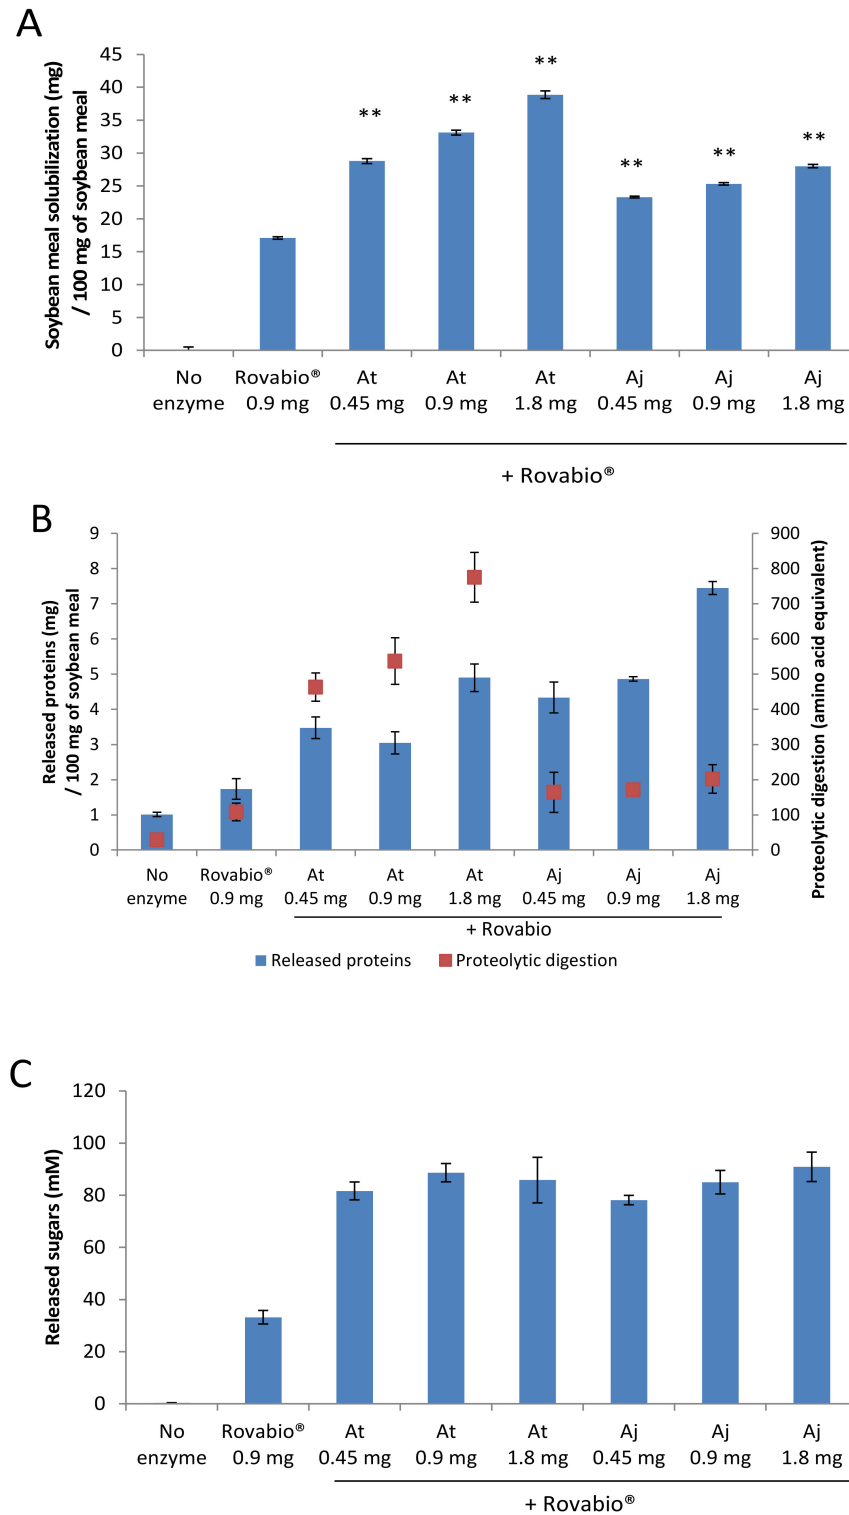 A
Soybean meal solubilization (mg)
/ 100 mg of soybean meal
45
40
35
30
25
20
15
10
5
0
**
**
**
**
**
**
No enzyme
Rovabio® 0.9 mg
At 0.45 mg
At 0.9 mg
At 1.8 mg
Aj 0.45 mg
Aj 0.9 mg
Aj 1.8 mg
+ Rovabio®
B
Released proteins (mg)
/ 100 mg of soybean meal
9
8
7
6
5
4
3
2
1
0
900
800
700
600
500
400
300
200
100
0
Proteolytic digestion (amino acid equivalent)
No enzyme
Rovabio® 0.9 mg
At 0.45 mg
At 0.9 mg
At 1.8 mg
Aj 0.45 mg
Aj 0.9 mg
Aj 1.8 mg
+ Rovabio
Released proteins
Proteolytic digestion
C
Released sugars (mM)
120
100
80
60
40
20
0
No enzyme
Rovabio® 0.9 mg
At 0.45 mg
At 0.9 mg
At 1.8 mg
Aj 0.45 mg
Aj 0.9 mg
Aj 1.8 mg
+ Rovabio®